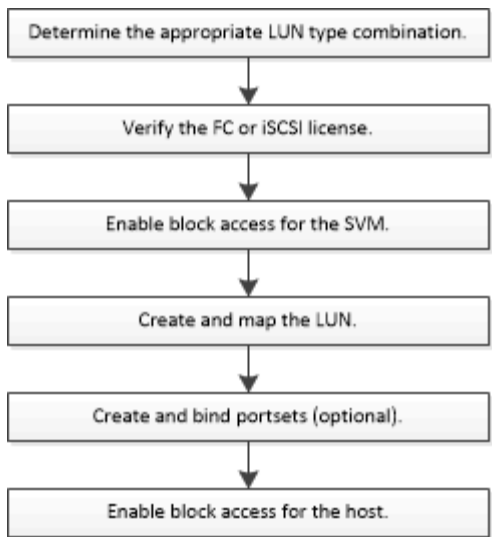 Determine the appropriate LUN type combination.
Verify the FC or iSCSI license.
Enable block access for the SVM.
Create and map the LUN.
Create and bind portsets (optional).
Enable block access for the host.